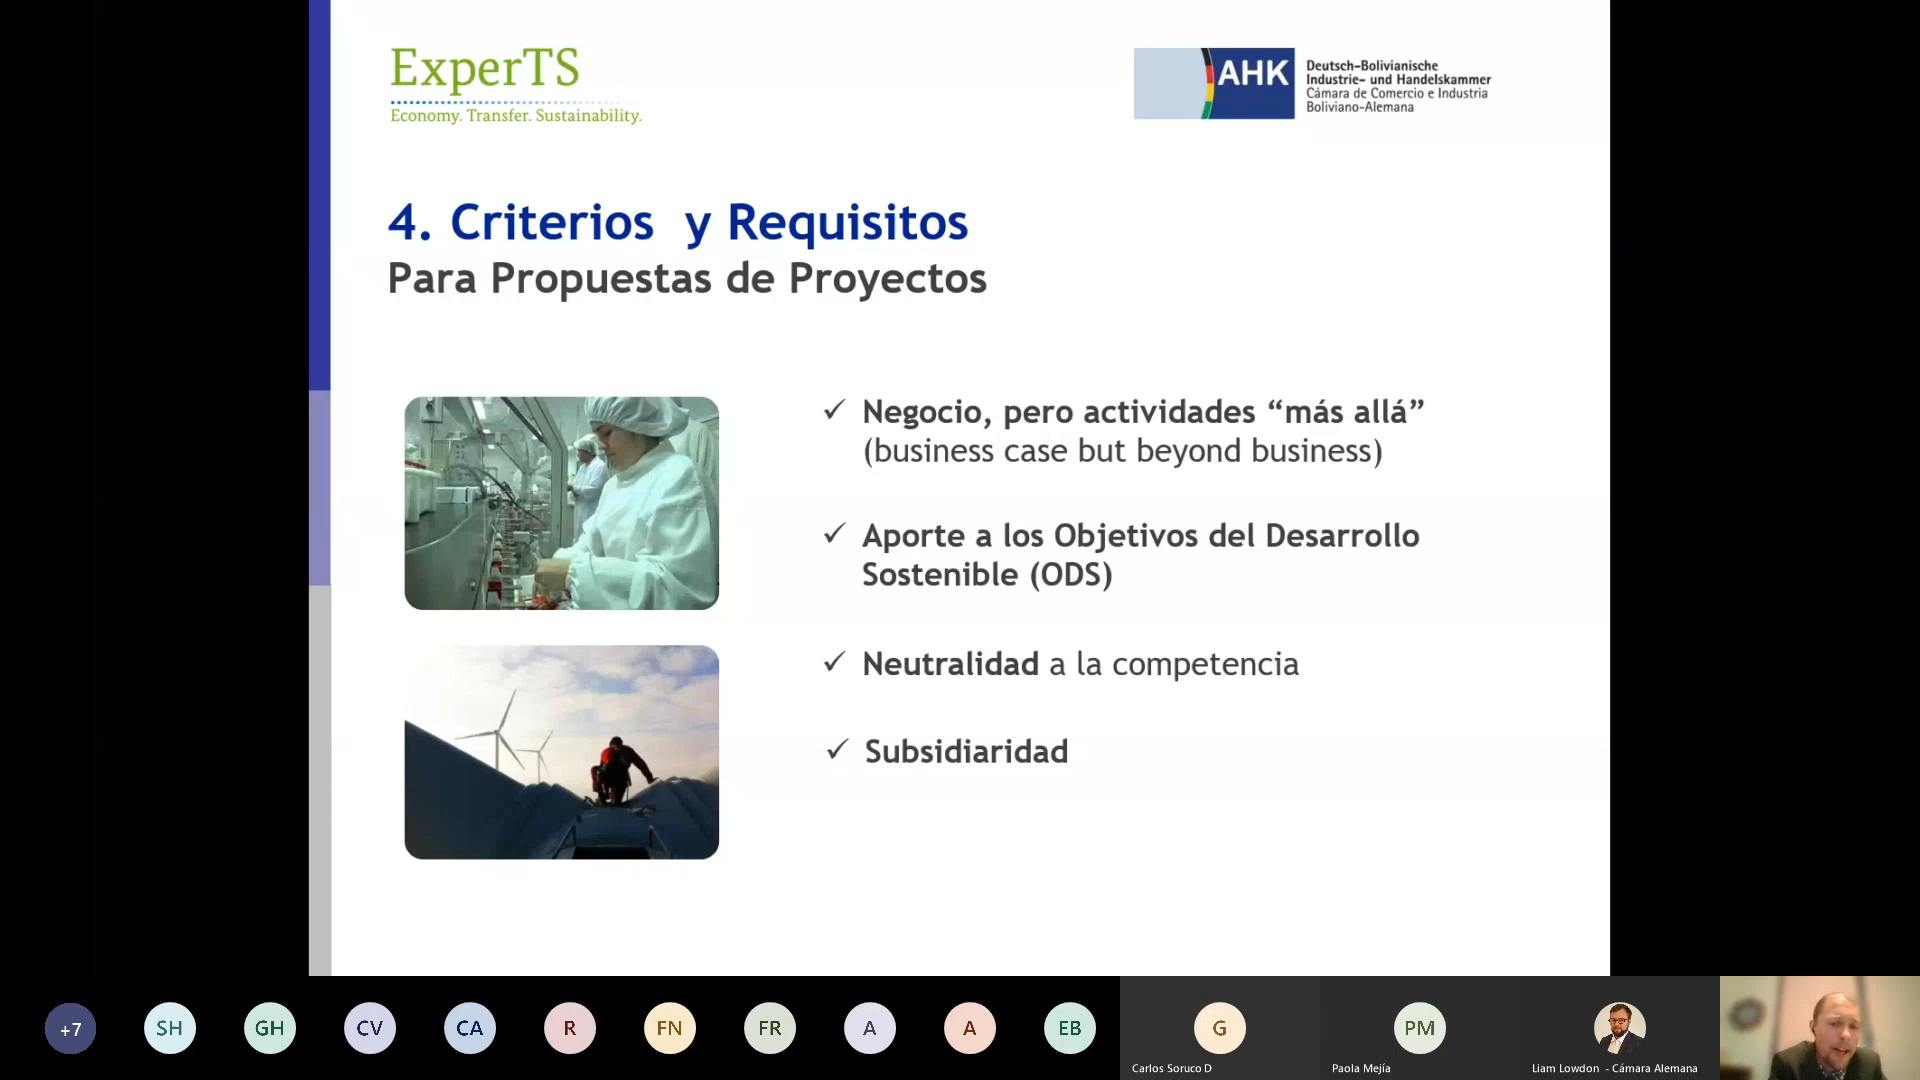 ExperTS
Economy. Transfer. Sustainability.
AHK
Deutsch-Bolivianische
Industrie- und Handelskammer
Cámara de Comercio e Industria
Boliviano-Alemana
4. Criterios y Requisitos
Para Propuestas de Proyectos
✓ Negocio, pero actividades “más allá”
(business case but beyond business)
✓ Aporte a los Objetivos del Desarrollo
Sostenible (ODS)
✓ Neutralidad a la competencia
✓ Subsidiaridad
+7
SH
GH
CV
CA
R
FN
FR
A
A
EB
G
PM
Carlos Soruco D
Paola Mejía
Liam Lowdon - Cámara Alemana